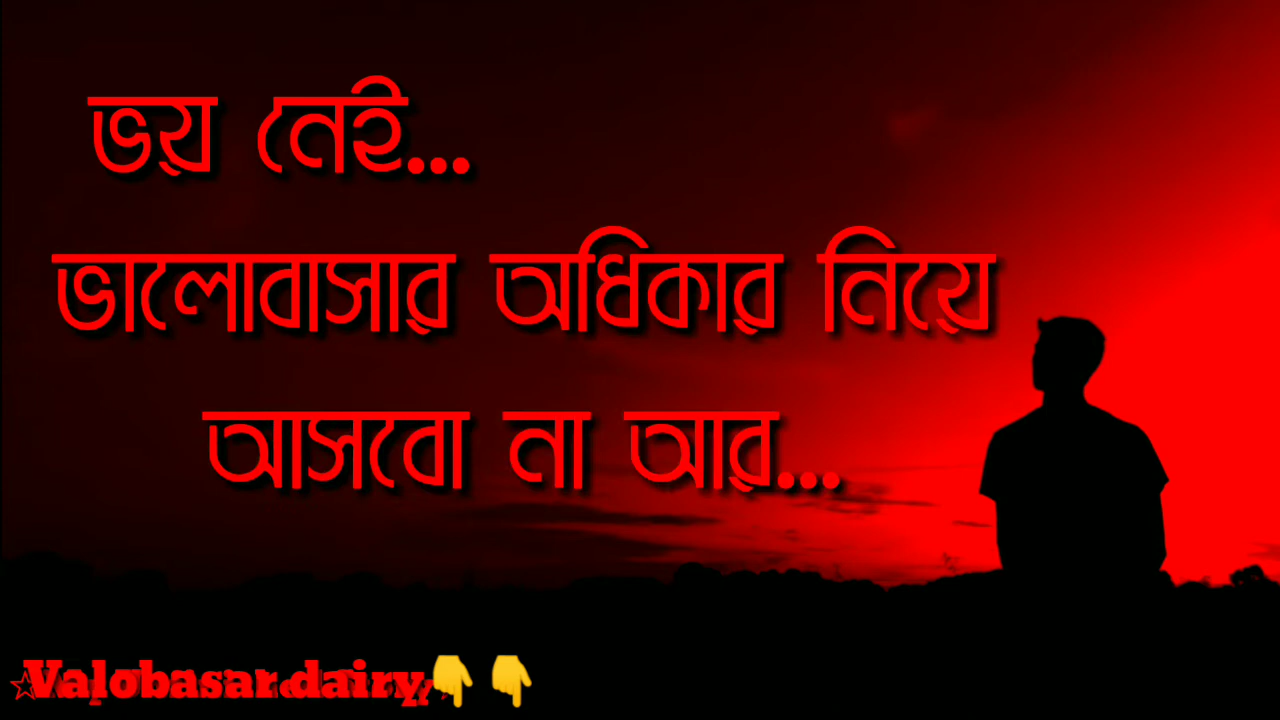 ভয় নেই...
ভালোবাসার অধিকার নিয়ে
আসবো না আর...
☆Valobasar dairy👇👇